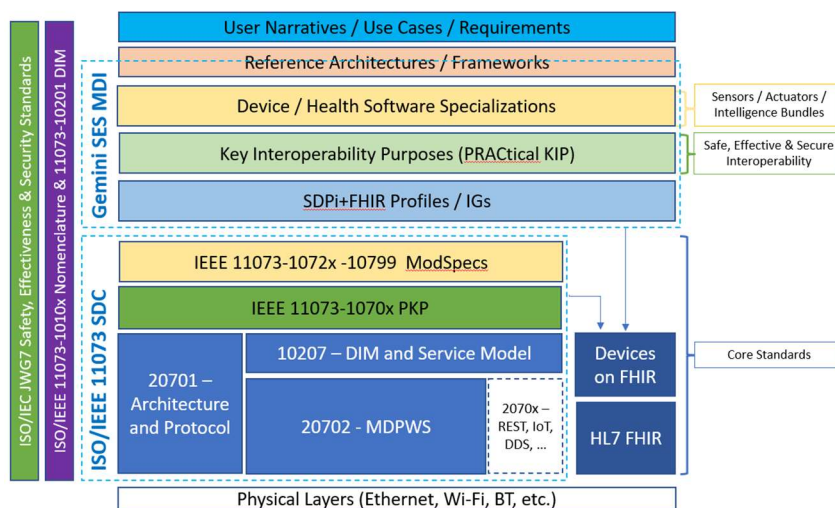 User Narratives / Use Cases / Requirements
Reference Architectures / Frameworks
Device / Health Software Specializations
Key Interoperability Purposes (PRACtical KIP)
SDPi+FHIR Profiles / IGs
Gemini SES MDI
ISO/IEC JWG7 Safety, Effectiveness & Security Standards
ISO/IEEE 11073-1010x Nomenclature & 11073-10201 DIM
Sensors / Actuators /
Intelligence Bundles
Safe, Effective & Secure
Interoperability
ISO/IEEE 11073 SDC
IEEE 11073-1072x -10799 ModSpecs
IEEE 11073-1070x PKP
20701 –
Architecture
and Protocol
10207 – DIM and Service Model
20702 - MDPWS
2070x –
REST, IoT,
DDS, ...
Devices
on FHIR
HL7 FHIR
Core Standards
Physical Layers (Ethernet, Wi-Fi, BT, etc.)